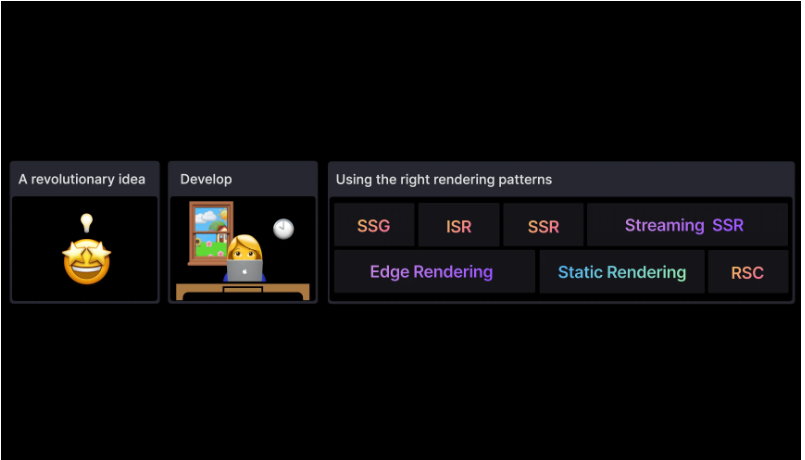 A revolutionary idea
Develop
Using the right rendering patterns
SSG
ISR
SSR
Streaming SSR
Edge Rendering
Static Rendering
RSC